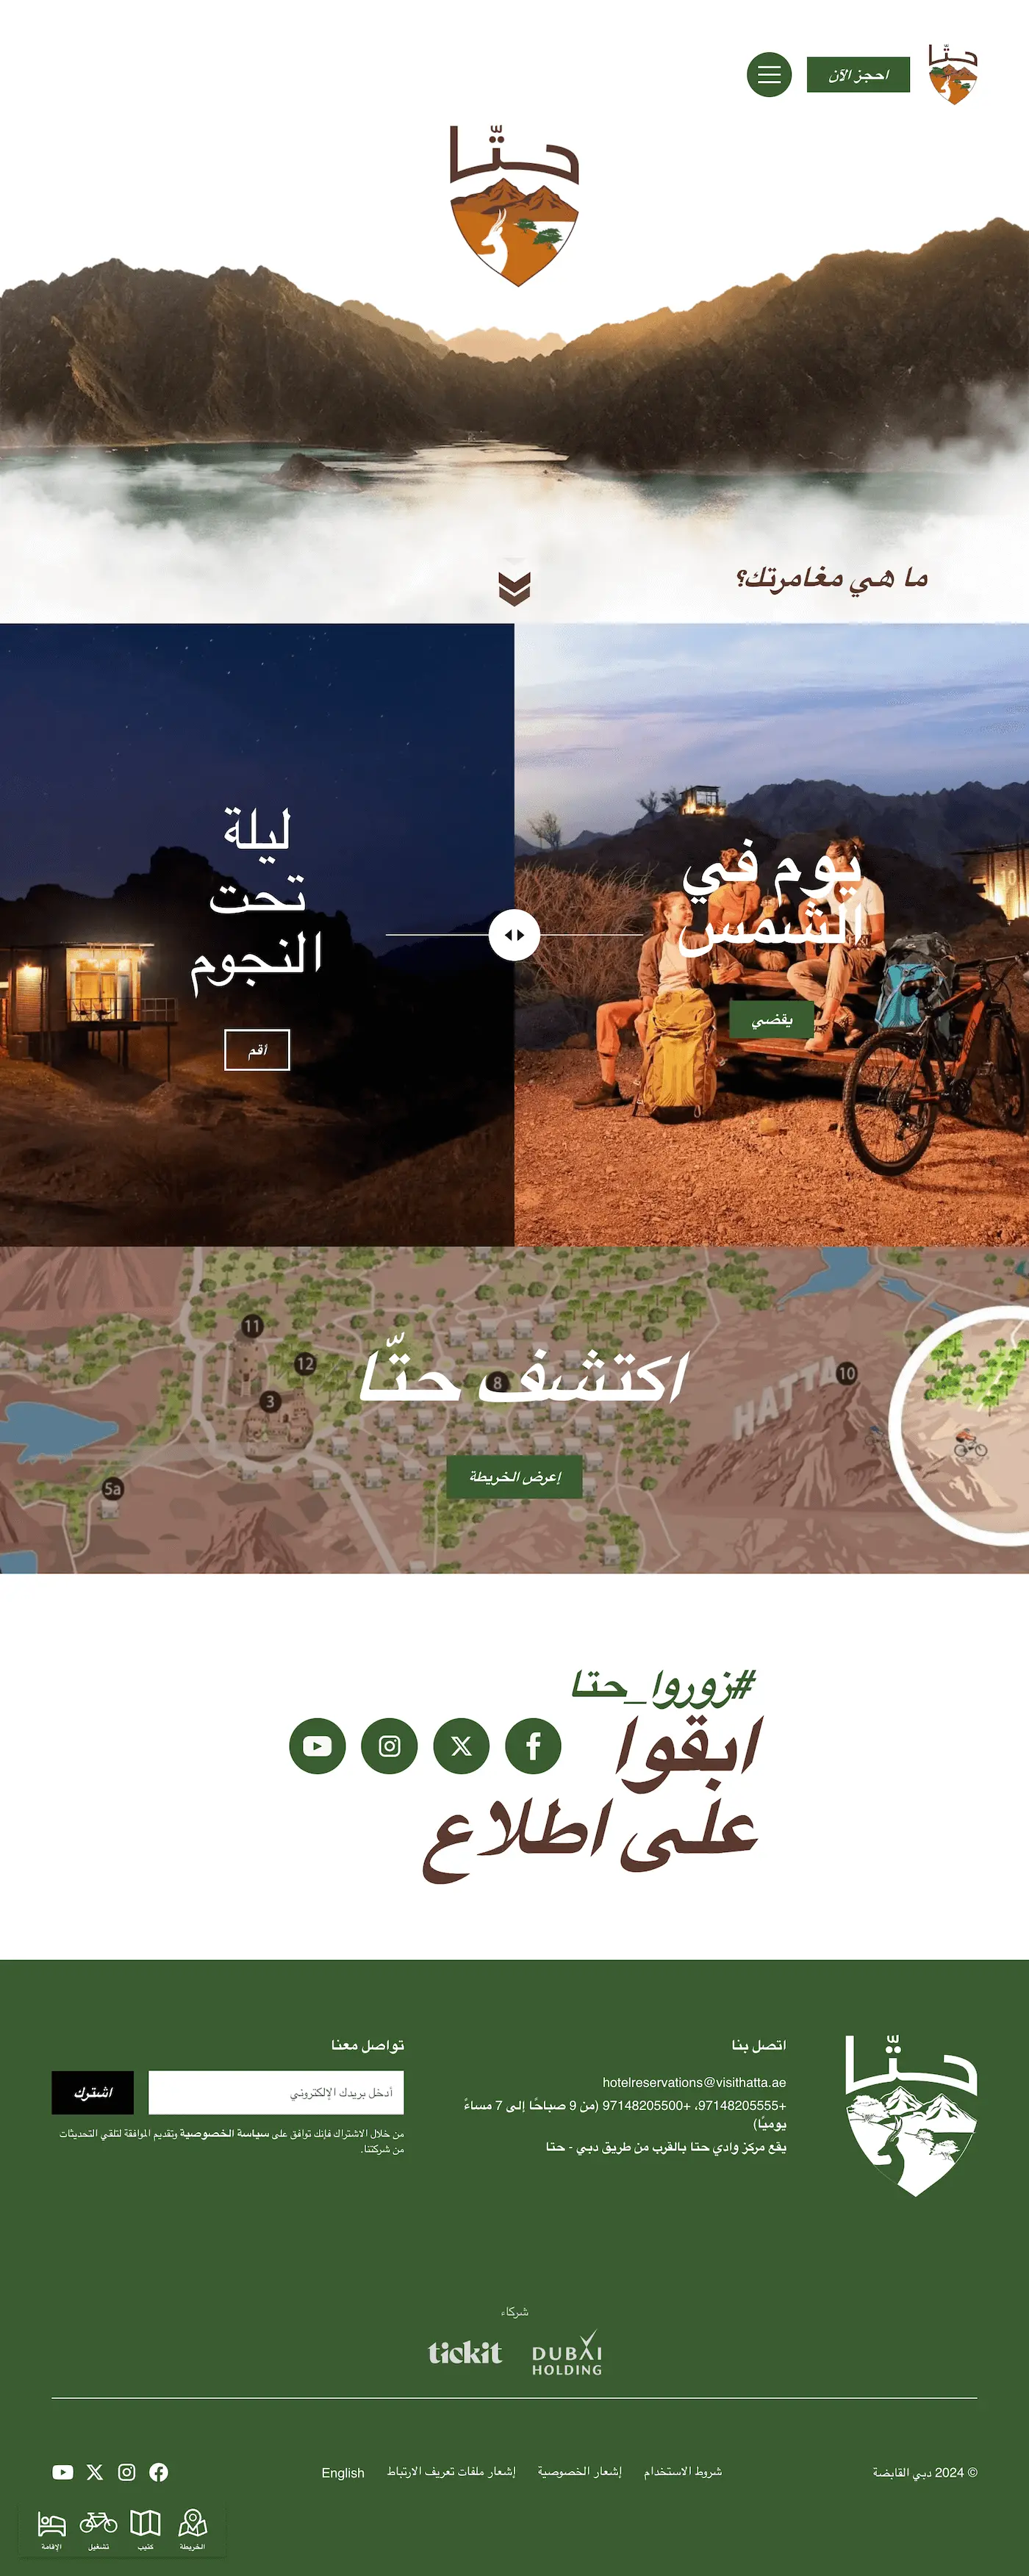 حتّا
احجز الآن
حتّا
ما هي مغامرتك؟
يوم في
الشمس
يقضي
ليلة
تحت
النجوم
أقم
11
12
3
8
10
5a
HATTA
اكتشف حتّا
إعرض الخريطة
#زوروا_حتا
ابقوا
على اطلاع
حتّا
اتصل بنا
hotelreservations@visithatta.ae
+97148205555، +97148205500 (من 9 صباحًا إلى 7 مساءً
يوميًا)
يقع مركز وادي حتا بالقرب من طريق دبي - حتا
تواصل معنا
أدخل بريدك الإلكتروني
اشترك
من خلال الاشتراك فإنك توافق على سياسة الخصوصية وتقديم الموافقة لتلقي التحديثات
من شركتنا.
شركاء
DUBAI
HOLDING
tickit
© 2024 دبي القابضة
شروط الاستخدام
إشعار الخصوصية
إشعار ملفات تعريف الارتباط
English
الخريطة
كتيب
تشغيل
الإقامة